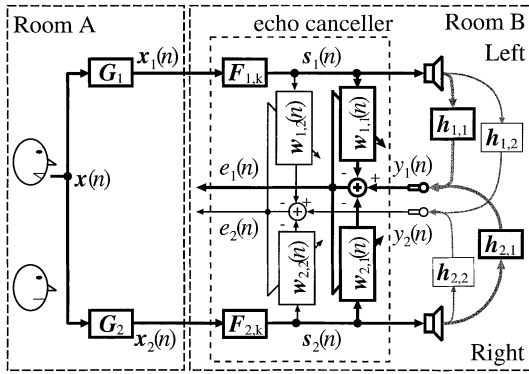 Room A
echo canceller
Room B
Left
x₁(n)
s₁(n)
G₁
F₁,ₖ
w₁,₂(n)
w₁,₁(n)
h₁,₁
h₁,₂
e₁(n)
y₁(n)
- - +
x(n)
e₂(n)
- + -
y₂(n)
w₂,₂(n)
w₂,₁(n)
h₂,₂
h₂,₁
G₂
F₂,ₖ
x₂(n)
s₂(n)
Right